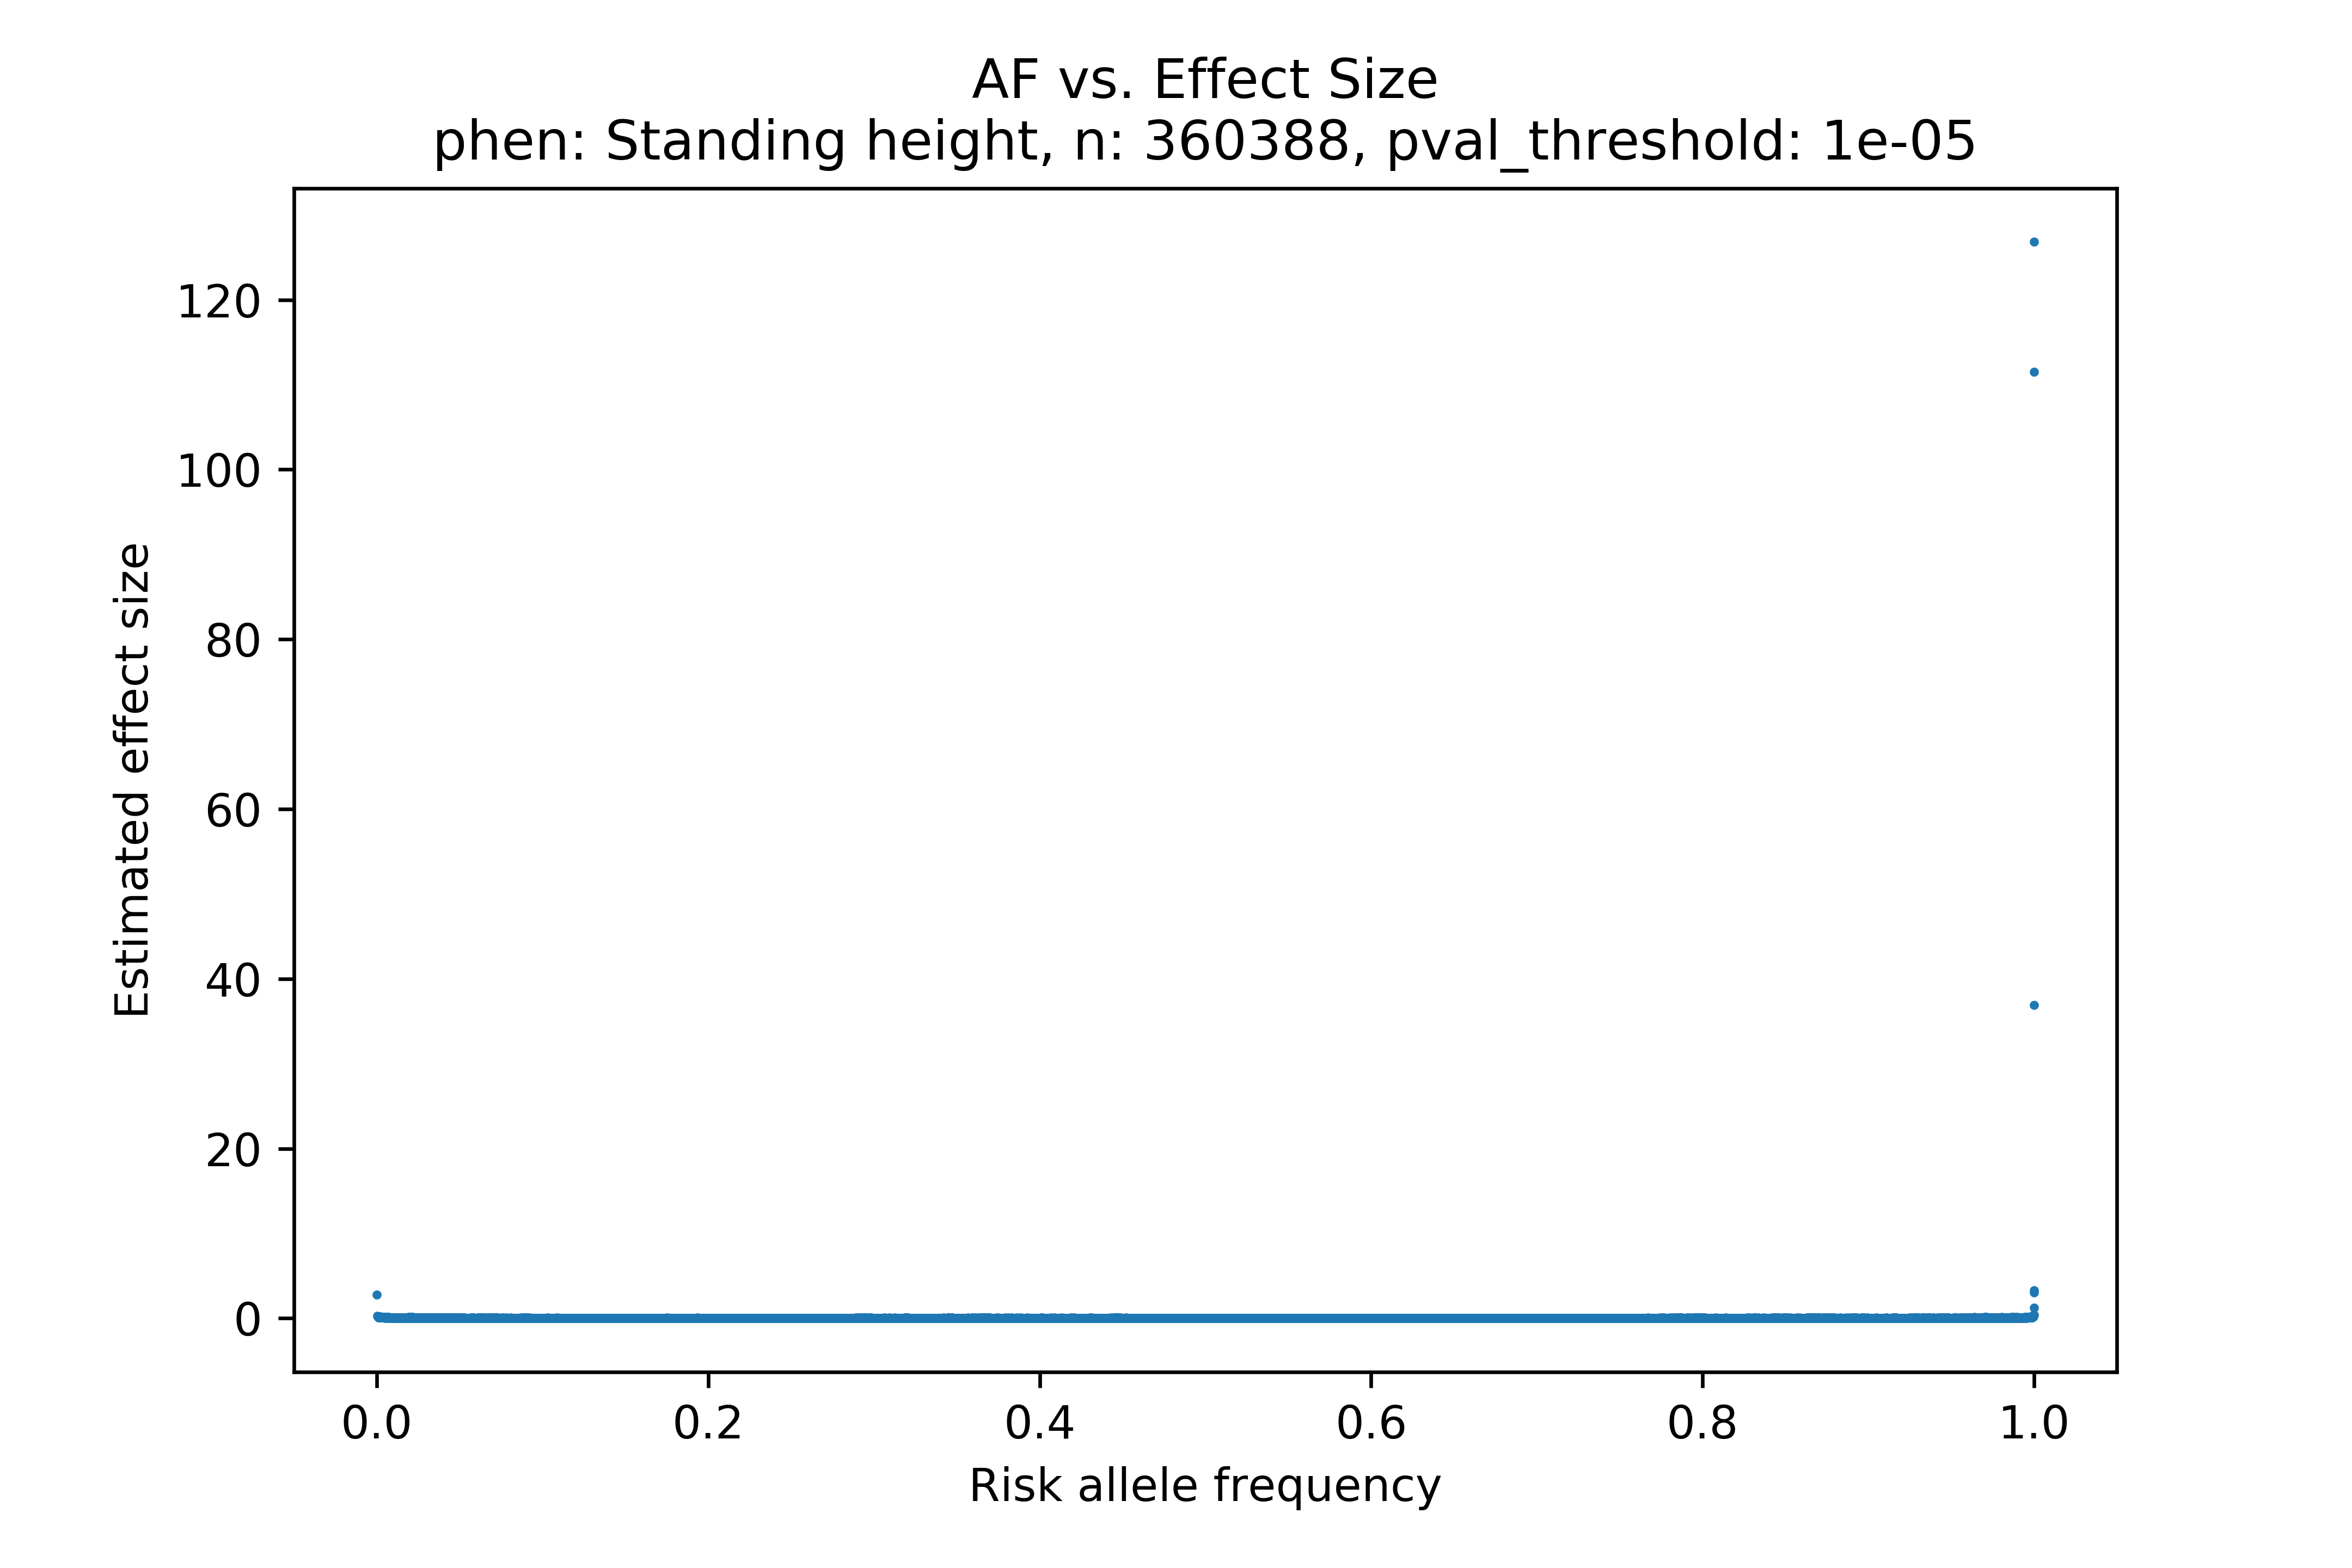 AF vs. Effect Size
phen: Standing height, n: 360388, pval_threshold: 1e-05
120
100
80
60
40
20
0
Estimated effect size
0.0 0.2 0.4 0.6 0.8 1.0
Risk allele frequency